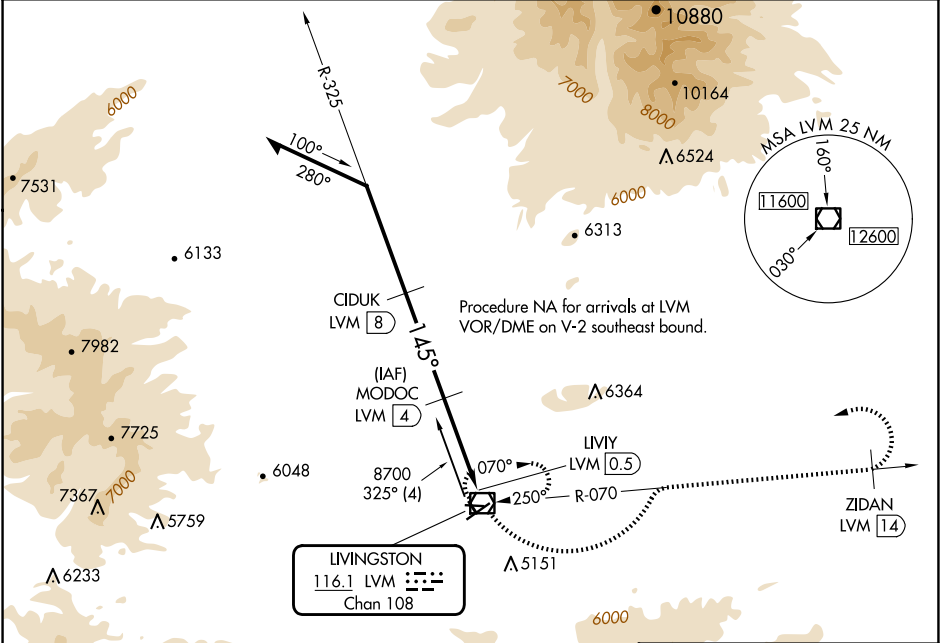 10880
R-325
6000
7000
10164
8000
MSA LVM 25 NM
160°
100°
280°
6524
7531
11600
12600
030°
6000
6313
6133
CIDUK
LVM 8
Procedure NA for arrivals at LVM
VOR/DME on V-2 southeast bound.
145°
7982
(IAF)
MODOC
LVM 4
6364
7725
LIVIY
LVM 0.5
6048
8700
325° (4)
070°
250°
R-070
7367
7000
ZIDAN
LVM 14
5759
LIVINGSTON
116.1 LVM
Chan 108
5151
6233
6000